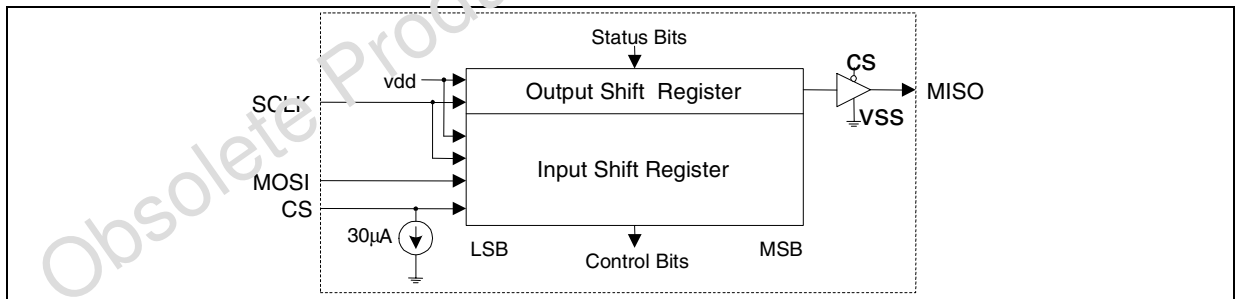 Status Bits
CS
vdd
Output Shift Register
MISO
SCLK
VSS
Input Shift Register
MOSI
CS
30μA
LSB
Control Bits
MSB
Obsolete Produ